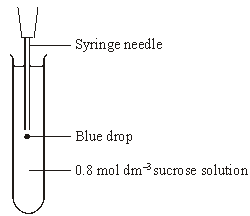 Syringe needle
Blue drop
0.8 mol dm⁻³ sucrose solution